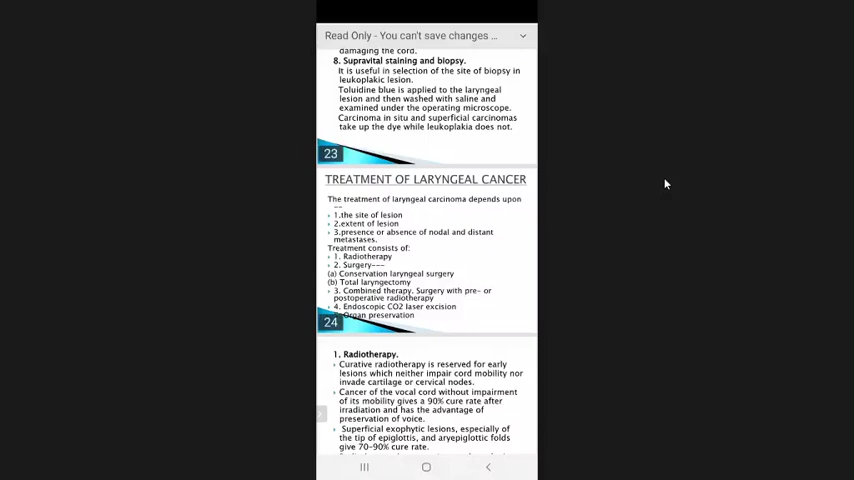 Read Only - You can't save changes ...
damaging the cord.
8. Supravital staining and biopsy.
It is useful in selection of the site of biopsy in
leukoplakic lesion.
Toluidine blue is applied to the laryngeal
lesion and then washed with saline and
examined under the operating microscope.
Carcinoma in situ and superficial carcinomas
take up the dye while leukoplakia does not.
23
TREATMENT OF LARYNGEAL CANCER
The treatment of laryngeal carcinoma depends upon
--
1.the site of lesion
2.extent of lesion
3.presence or absence of nodal and distant
metastases.
Treatment consists of:
1. Radiotherapy
2. Surgery---
(a) Conservation laryngeal surgery
(b) Total laryngectomy
3. Combined therapy. Surgery with pre- or
postoperative radiotherapy
4. Endoscopic CO2 laser excision
Organ preservation
24
1. Radiotherapy.
Curative radiotherapy is reserved for early
lesions which neither impair cord mobility nor
invade cartilage or cervical nodes.
Cancer of the vocal cord without impairment
of its mobility gives a 90% cure rate after
irradiation and has the advantage of
preservation of voice.
Superficial exophytic lesions, especially of
the tip of epiglottis, and aryepiglottic folds
give 70-90% cure rate.